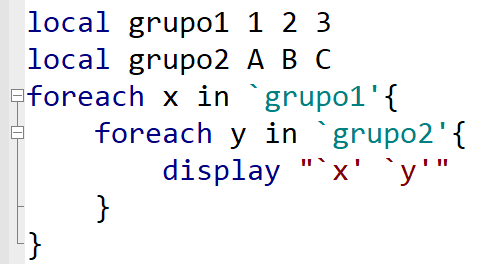 local grupo1 1 2 3
local grupo2 A B C
foreach x in `grupo1'{
    foreach y in `grupo2'{
        display "`x' `y'"
    }
}